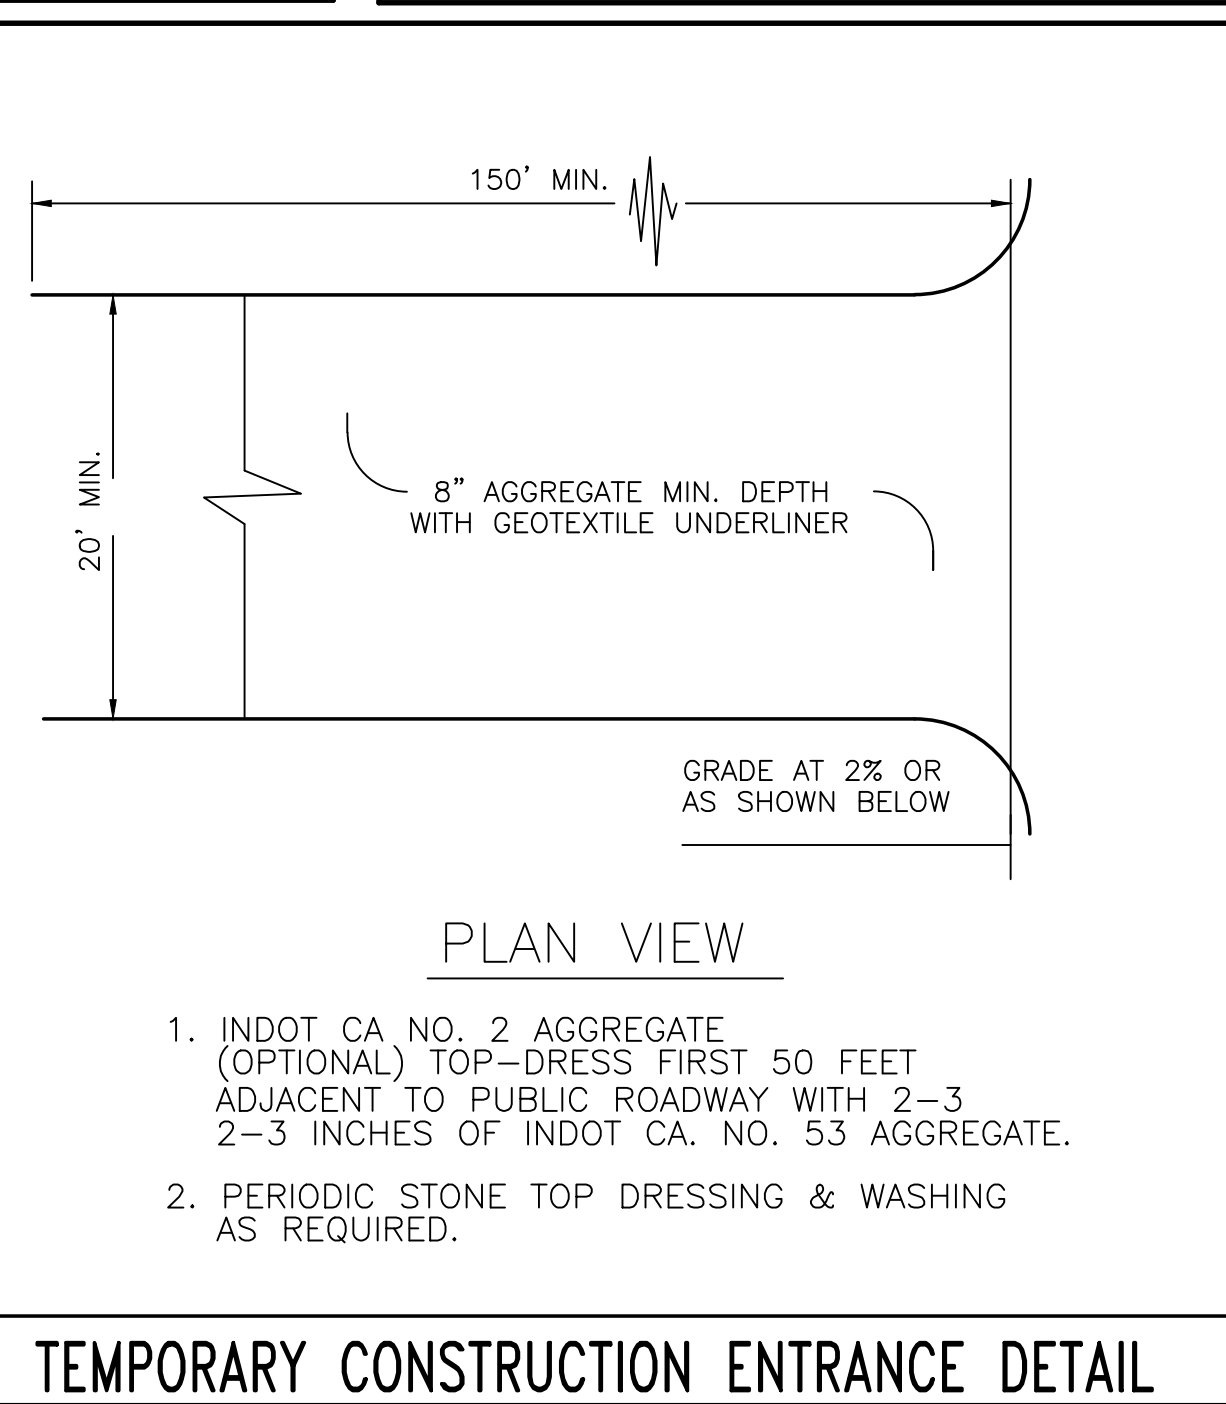 150' MIN.
20' MIN.
8" AGGREGATE MIN. DEPTH
WITH GEOTEXTILE UNDERLINER
GRADE AT 2% OR
AS SHOWN BELOW
PLAN VIEW
1. INDOT CA NO. 2 AGGREGATE
(OPTIONAL) TOP-DRESS FIRST 50 FEET
ADJACENT TO PUBLIC ROADWAY WITH 2-3
2-3 INCHES OF INDOT CA. NO. 53 AGGREGATE.
2. PERIODIC STONE TOP DRESSING & WASHING
AS REQUIRED.
TEMPORARY CONSTRUCTION ENTRANCE DETAIL